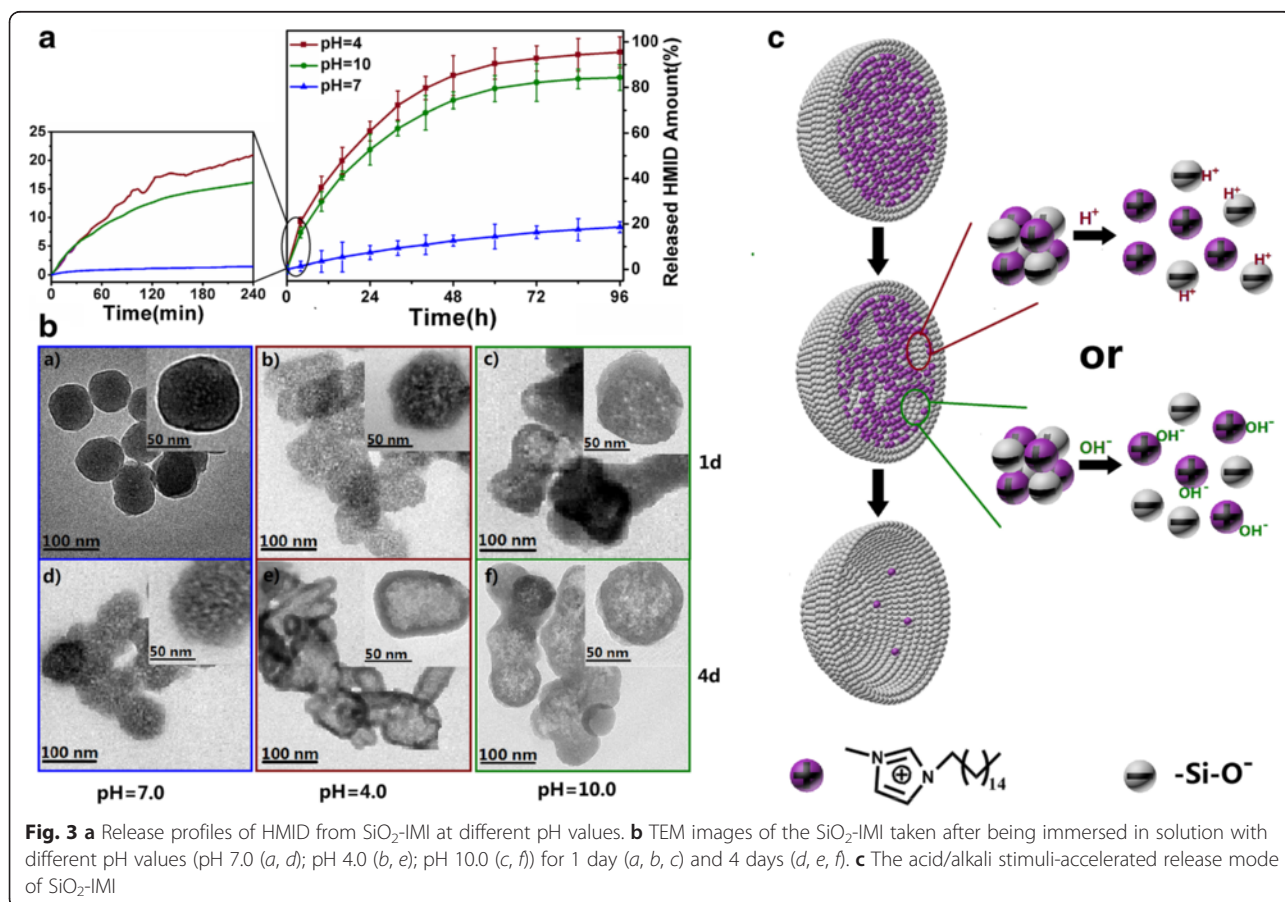 a
c
pH=4
pH=10
pH=7
100
80
60
40
20
0
Released HMID Amount(%)
25
20
15
10
5
0
0 60 120 180 240
Time(min)
0 24 48 72 96
Time(h)
b
a)
50 nm
100 nm
b)
50 nm
100 nm
c)
50 nm
100 nm
1d
d)
50 nm
100 nm
e)
50 nm
100 nm
f)
50 nm
100 nm
4d
pH=7.0
pH=4.0
pH=10.0
H⁺
H⁺
H⁺
H⁺
H⁺
or
OH⁻
OH⁻
OH⁻
OH⁻
OH⁻
N
⊕
N
14
-Si-O⁻
Fig. 3 a Release profiles of HMID from SiO₂-IMI at different pH values. b TEM images of the SiO₂-IMI taken after being immersed in solution with
different pH values (pH 7.0 (a, d); pH 4.0 (b, e); pH 10.0 (c, f)) for 1 day (a, b, c) and 4 days (d, e, f). c The acid/alkali stimuli-accelerated release mode
of SiO₂-IMI